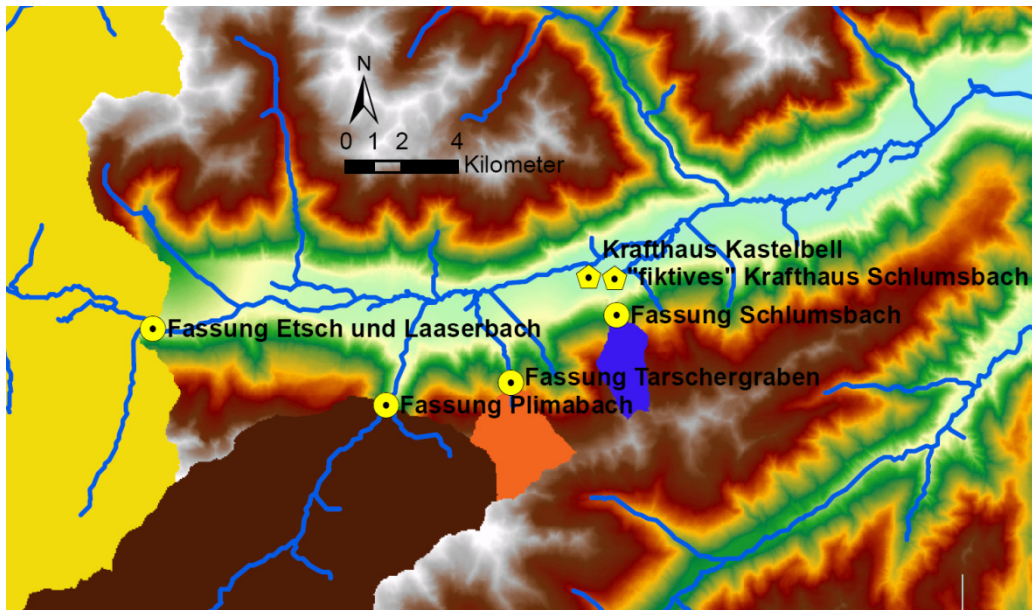 N
0 1 2 4
Kilometer
Krafthaus Kastelbell
"fiktives" Krafthaus Schlumsbach
Fassung Etsch und Laaserbach
Fassung Schlumsbach
Fassung Tarschergraben
Fassung Plimabach